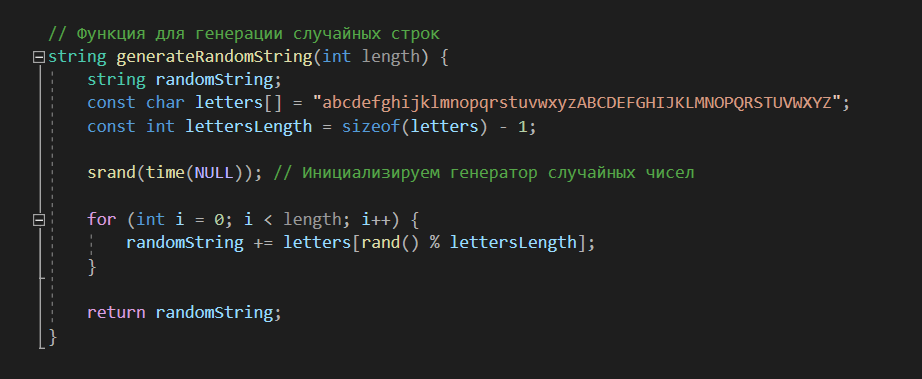 // Функция для генерации случайных строк
string generateRandomString(int length) {
string randomString;
const char letters[] = "abcdefghijklmnopqrstuvwxyzABCDEFGHIJKLMNOPQRSTUVWXYZ";
const int lettersLength = sizeof(letters) - 1;
srand(time(NULL)); // Инициализируем генератор случайных чисел
for (int i = 0; i < length; i++) {
randomString += letters[rand() % lettersLength];
}
return randomString;
}